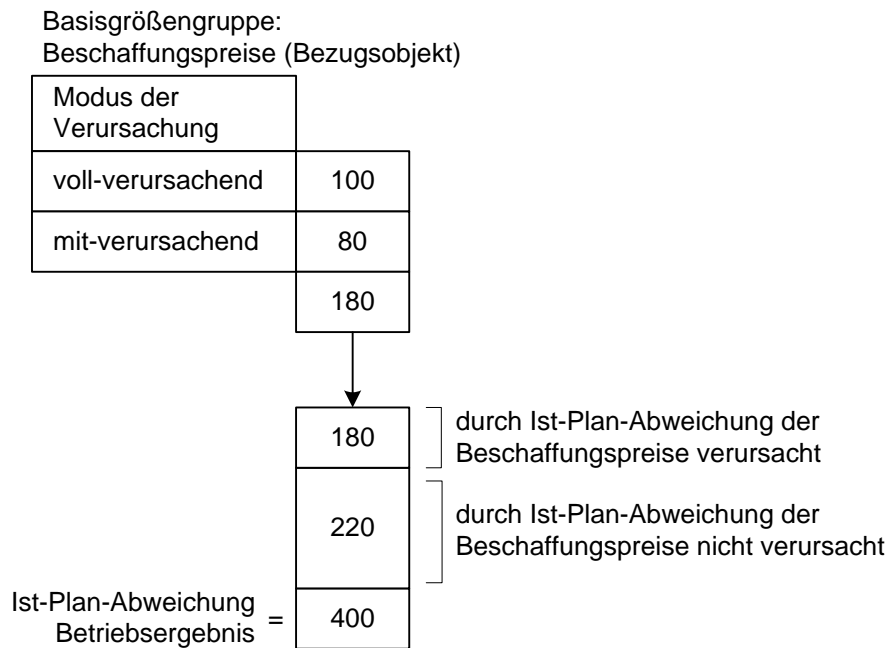 Basisgrößengruppe:
Beschaffungspreise (Bezugsobjekt)
Modus der
Verursachung
voll-verursachend 100
mit-verursachend 80
180
180 durch Ist-Plan-Abweichung der
Beschaffungspreise verursacht
220 durch Ist-Plan-Abweichung der
Beschaffungspreise nicht verursacht
Ist-Plan-Abweichung
Betriebsergebnis = 400